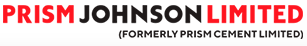 PRISM JOHNSON LIMITED
(FORMERLY PRISM CEMENT LIMITED)